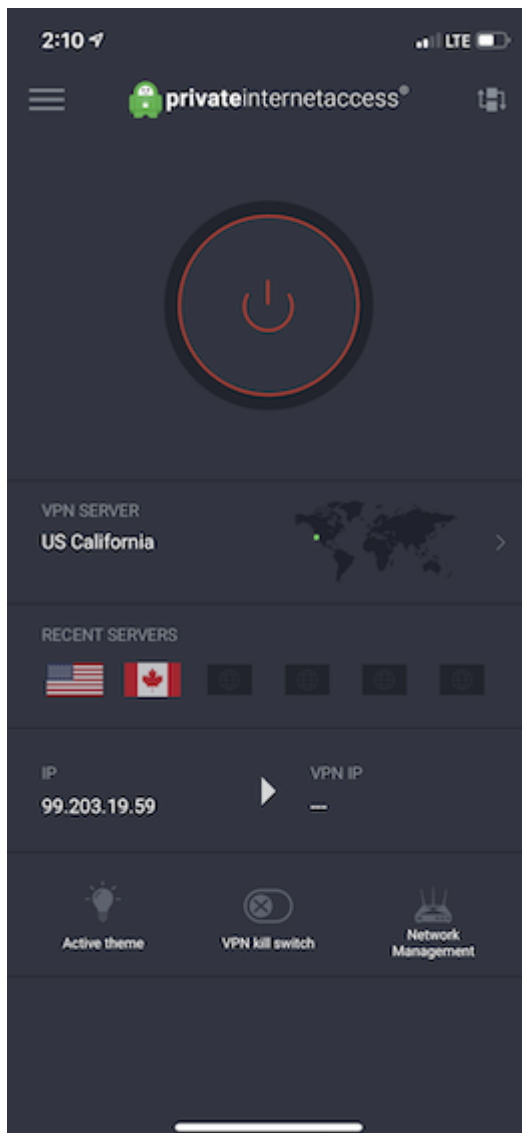 2:10
LTE
privateinternetaccess®
VPN SERVER
US California
RECENT SERVERS
IP
VPN IP
99.203.19.59
---
Active theme
VPN kill switch
Network
Management